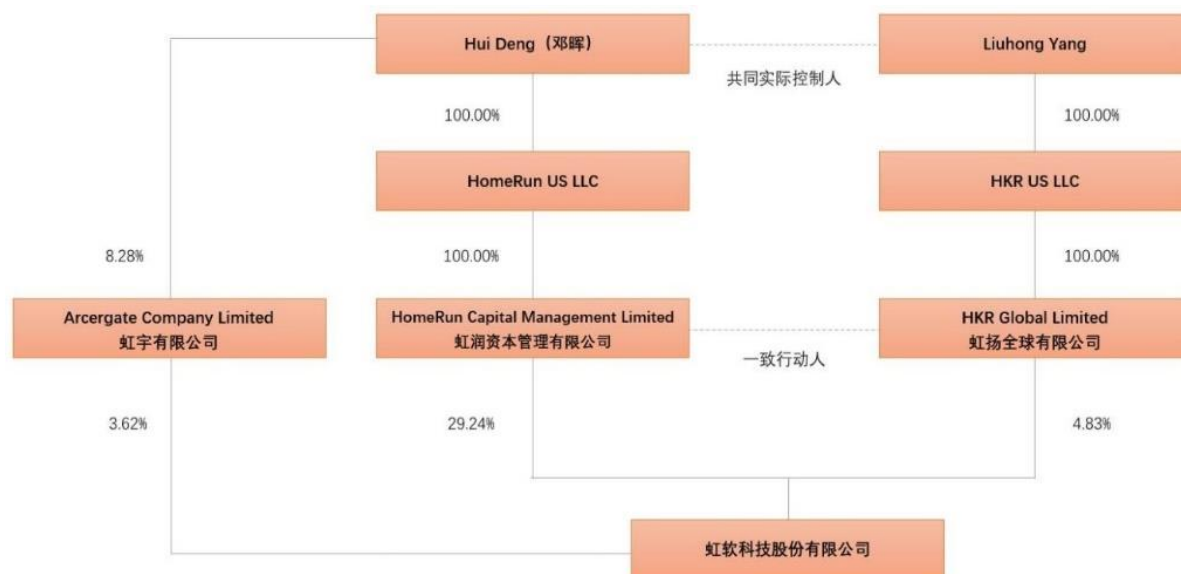 Hui Deng（邓晖）
Liuhong Yang
共同实际控制人
100.00%
100.00%
HomeRun US LLC
HKR US LLC
8.28%
100.00%
100.00%
Arcergate Company Limited
虹宇有限公司
HomeRun Capital Management Limited
虹润资本管理有限公司
HKR Global Limited
虹扬全球有限公司
一致行动人
3.62%
29.24%
4.83%
虹软科技股份有限公司